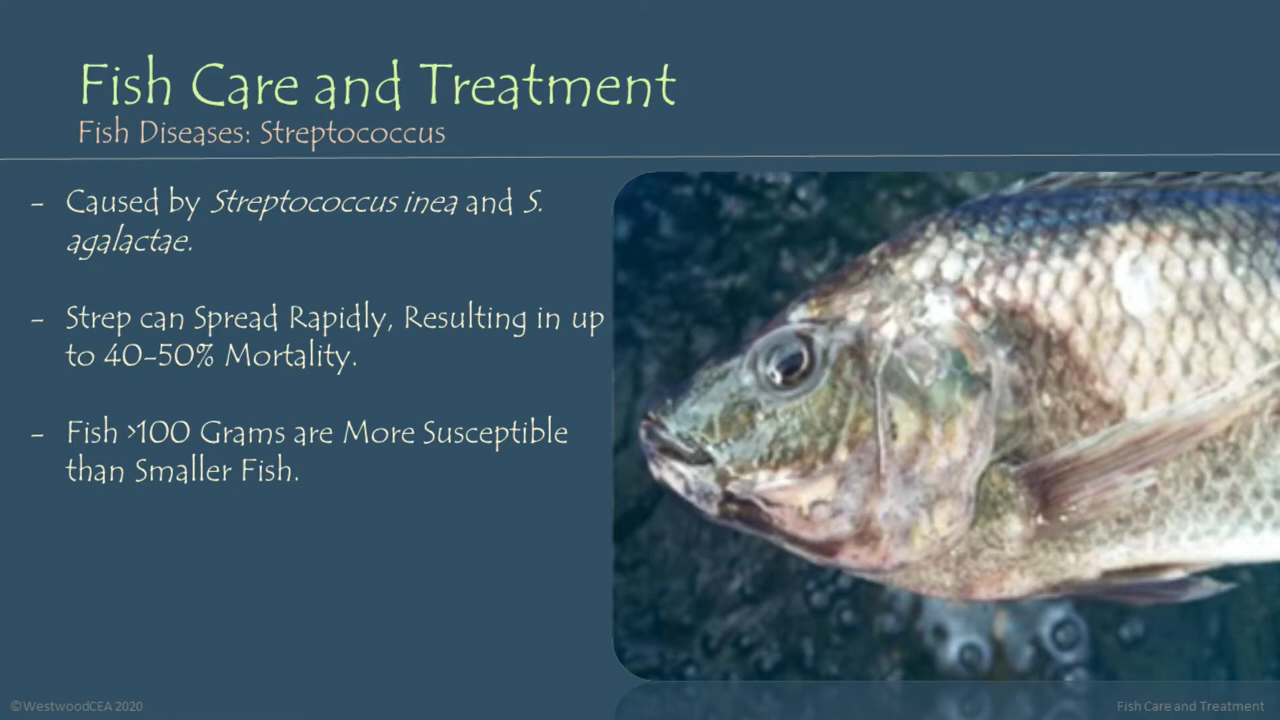 Fish Care and Treatment
Fish Diseases: Streptococcus
- Caused by Streptococcus inea and S.
agalactae.
- Strep can Spread Rapidly, Resulting in up
to 40-50% Mortality.
- Fish >100 Grams are More Susceptible
than Smaller Fish.
©WestwoodCEA 2020
Fish Care and Treatment